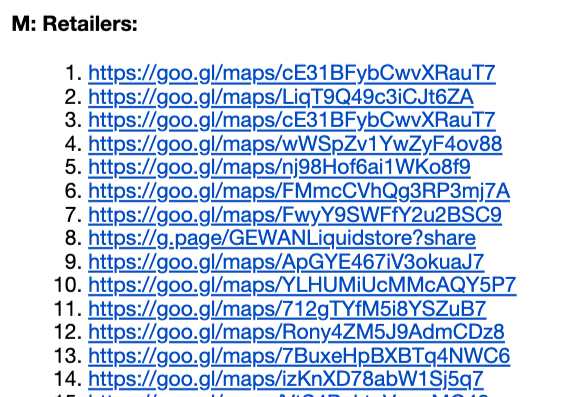 M: Retailers:
1. https://goo.gl/maps/cE31BFybCwvXRauT7
2. https://goo.gl/maps/LiqT9Q49c3iCJt6ZA
3. https://goo.gl/maps/cE31BFybCwvXRauT7
4. https://goo.gl/maps/wWSpZv1YwZyF4ov88
5. https://goo.gl/maps/nj98Hof6ai1WKo8f9
6. https://goo.gl/maps/FMmcCVhQg3RP3mj7A
7. https://goo.gl/maps/FwyY9SWFfY2u2BSC9
8. https://g.page/GEWANLiquidstore?share
9. https://goo.gl/maps/ApGYE467iV3okuaJ7
10. https://goo.gl/maps/YLHUMiUcMMcAQY5P7
11. https://goo.gl/maps/712gTYfM5i8YSZuB7
12. https://goo.gl/maps/Rony4ZM5J9AdmCDz8
13. https://goo.gl/maps/7BuxeHpBXBTq4NWC6
14. https://goo.gl/maps/izKnXD78abW1Sj5q7